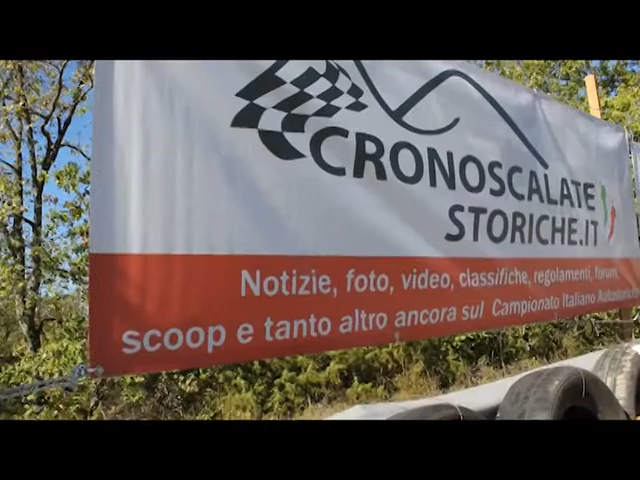 CRONOSCALATE
STORICHE.IT
Notizie, foto, video, classifiche, regolamenti, forum,
scoop e tanto altro ancora sul Campionato Italiano